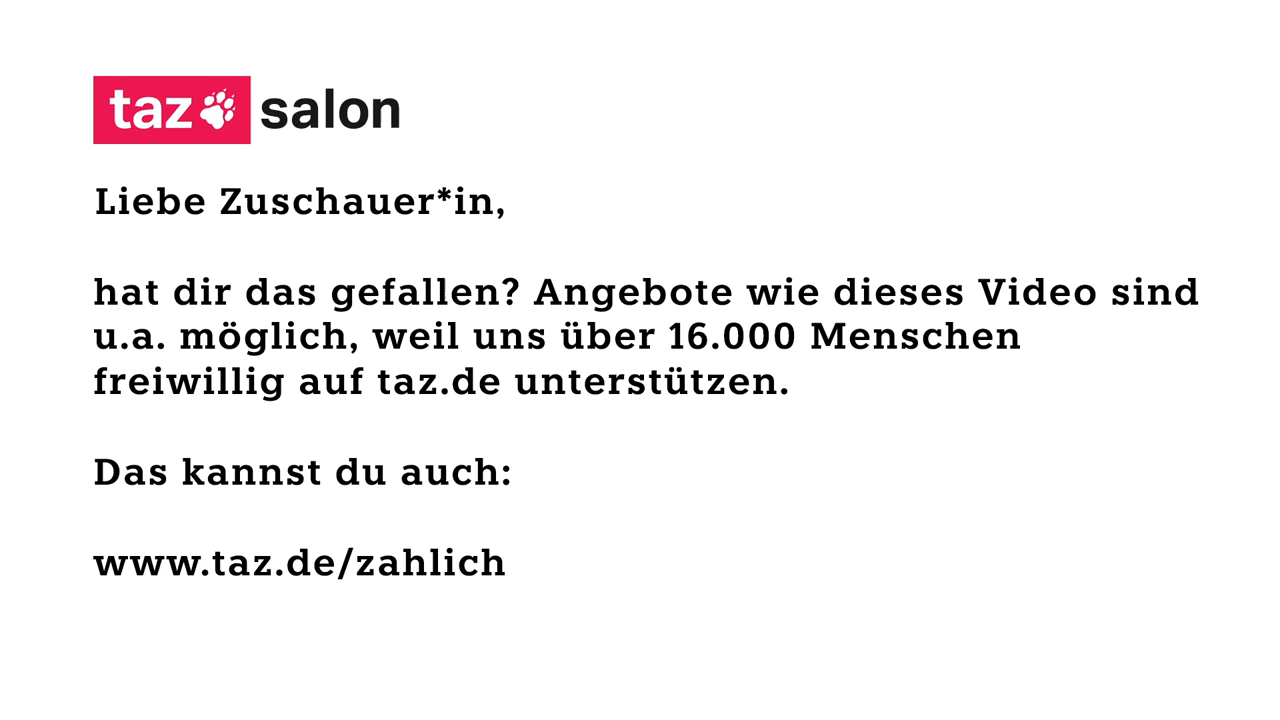 taz salon
Liebe Zuschauer*in,
hat dir das gefallen? Angebote wie dieses Video sind
u.a. möglich, weil uns über 16.000 Menschen
freiwillig auf taz.de unterstützen.
Das kannst du auch:
www.taz.de/zahlich